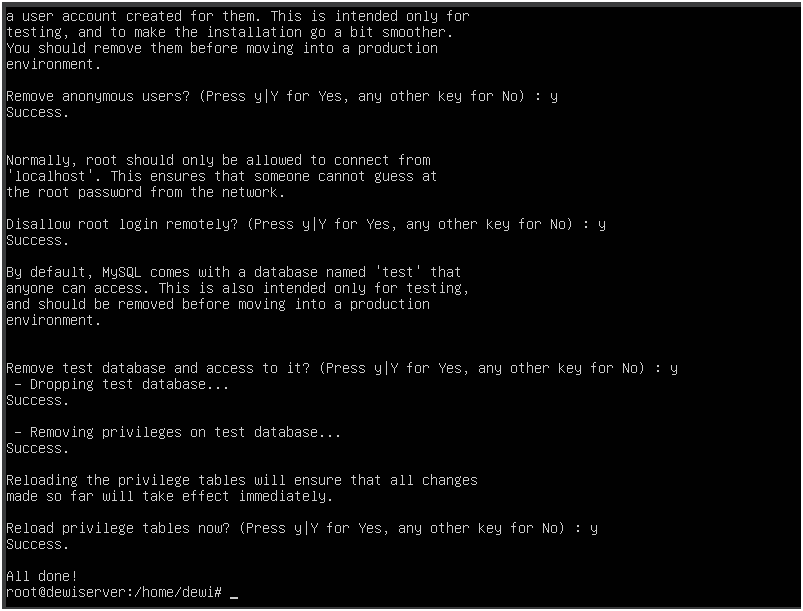 a user account created for them. This is intended only for
testing, and to make the installation go a bit smoother.
You should remove them before moving into a production
environment.
Remove anonymous users? (Press y|Y for Yes, any other key for No) : y
Success.
Normally, root should only be allowed to connect from
'localhost'. This ensures that someone cannot guess at
the root password from the network.
Disallow root login remotely? (Press y|Y for Yes, any other key for No) : y
Success.
By default, MySQL comes with a database named 'test' that
anyone can access. This is also intended only for testing,
and should be removed before moving into a production
environment.
Remove test database and access to it? (Press y|Y for Yes, any other key for No) : y
 - Dropping test database...
Success.
 - Removing privileges on test database...
Success.
Reloading the privilege tables will ensure that all changes
made so far will take effect immediately.
Reload privilege tables now? (Press y|Y for Yes, any other key for No) : y
Success.
All done!
root@dewiserver:/home/dewi# _